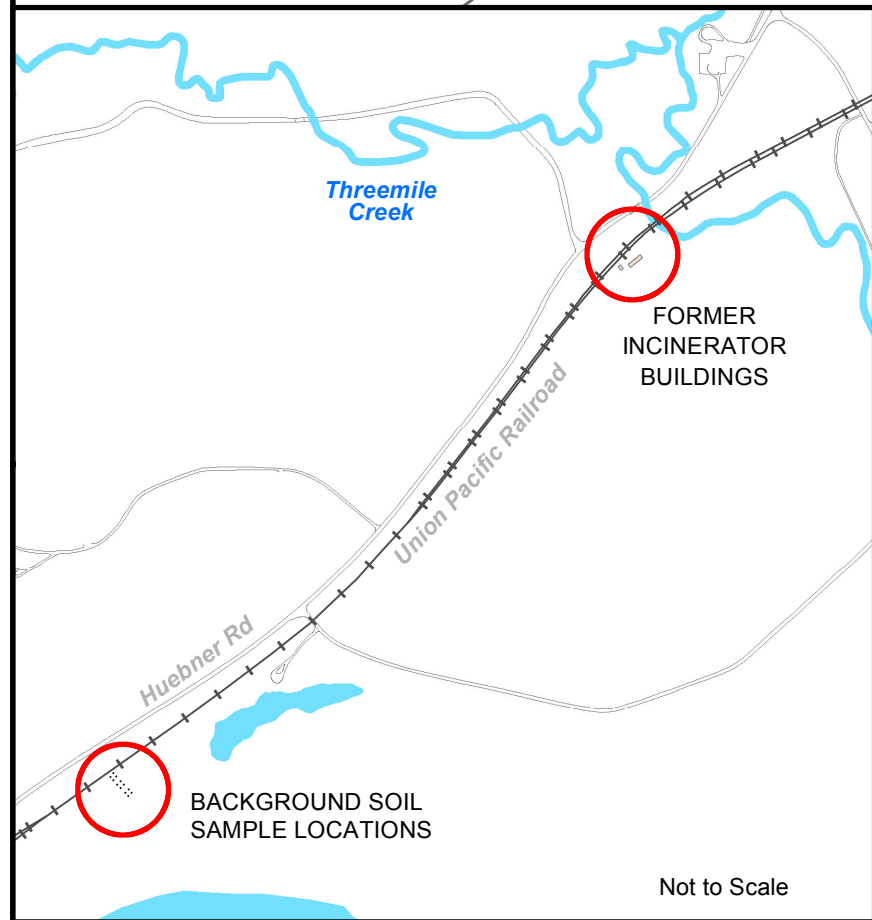 Threemile
Creek
FORMER
INCINERATOR
BUILDINGS
Union Pacific Railroad
Huebner Rd
BACKGROUND SOIL
SAMPLE LOCATIONS
Not to Scale